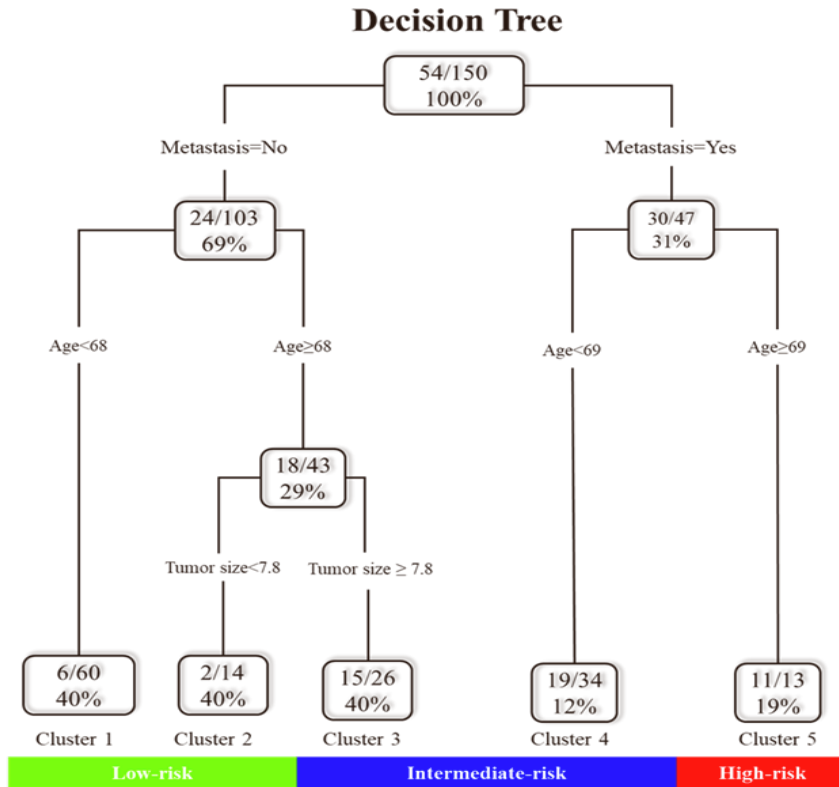 Decision Tree
54/150
100%
Metastasis=No
Metastasis=Yes
24/103
69%
30/47
31%
Age<68
Age≥68
Age<69
Age≥69
18/43
29%
Tumor size<7.8
Tumor size ≥ 7.8
6/60
40%
2/14
40%
15/26
40%
19/34
12%
11/13
19%
Cluster 1
Cluster 2
Cluster 3
Cluster 4
Cluster 5
Low-risk
Intermediate-risk
High-risk